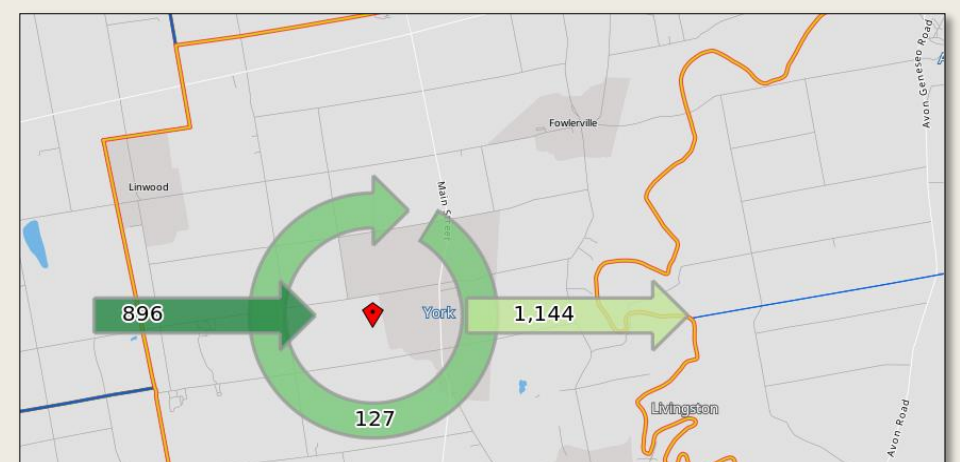 Avon Geneseo Road
Fowlerville
Linwood
Main Street
896
York
1,144
127
Livingston
Avon Road